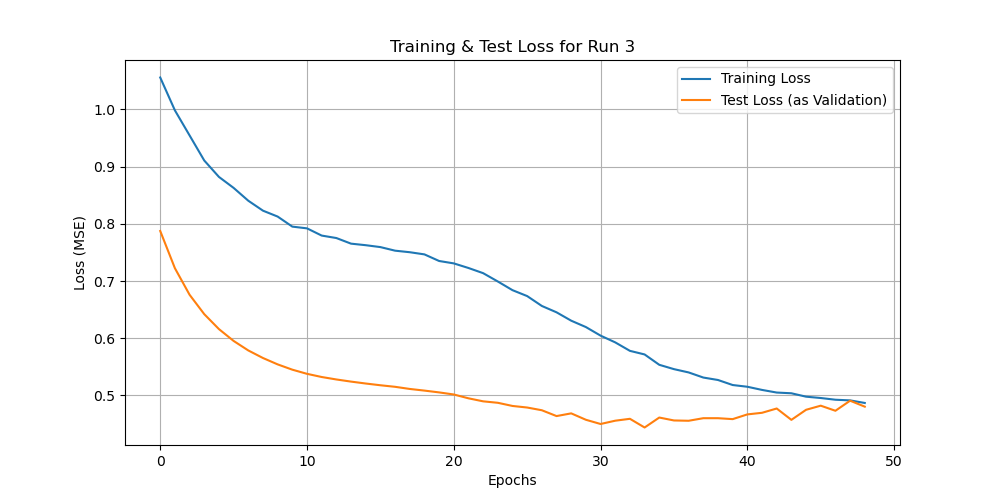 Training & Test Loss for Run 3
Training Loss
Test Loss (as Validation)
Loss (MSE)
1.0
0.9
0.8
0.7
0.6
0.5
0 10 20 30 40 50
Epochs